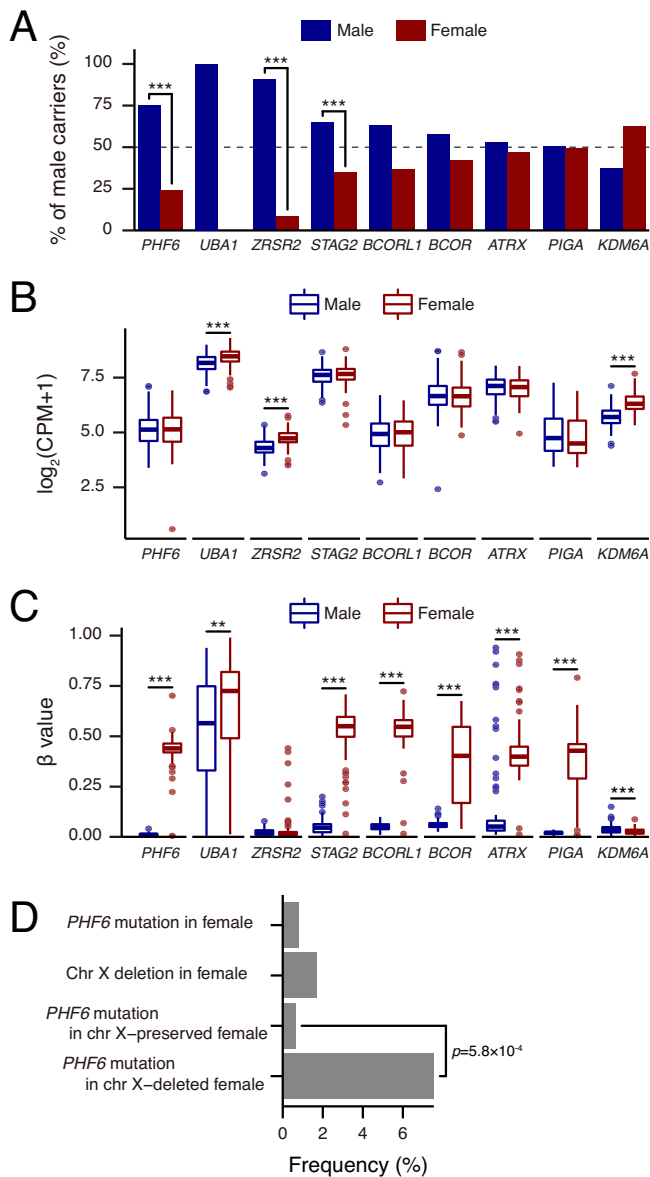 A
Male Female
% of male carriers (%)
100
75
50
25
0
***
***
***
PHF6 UBA1 ZRSR2 STAG2 BCORL1 BCOR ATRX PIGA KDM6A
B
Male Female
log2(CPM+1)
7.5
5.0
2.5
***
***
***
PHF6 UBA1 ZRSR2 STAG2 BCORL1 BCOR ATRX PIGA KDM6A
C
Male Female
β value
1.00
0.75
0.50
0.25
0.00
***
**
***
***
***
***
***
***
PHF6 UBA1 ZRSR2 STAG2 BCORL1 BCOR ATRX PIGA KDM6A
D
PHF6 mutation in female
Chr X deletion in female
PHF6 mutation
in chr X−preserved female
PHF6 mutation
in chr X−deleted female
p=5.8×10⁻⁴
0 2 4 6
Frequency (%)